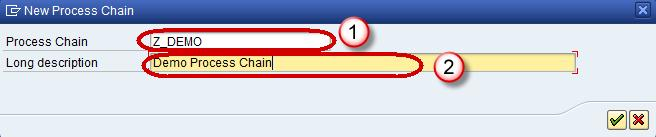 New Process Chain
Process Chain Z_DEMO 1
Long description Demo Process Chain 2